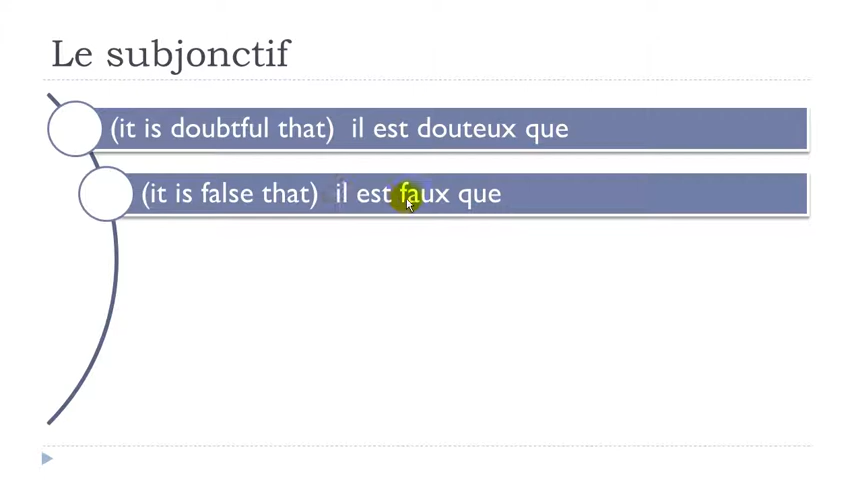 Le subjonctif
(it is doubtful that) il est douteux que
(it is false that) il est faux que